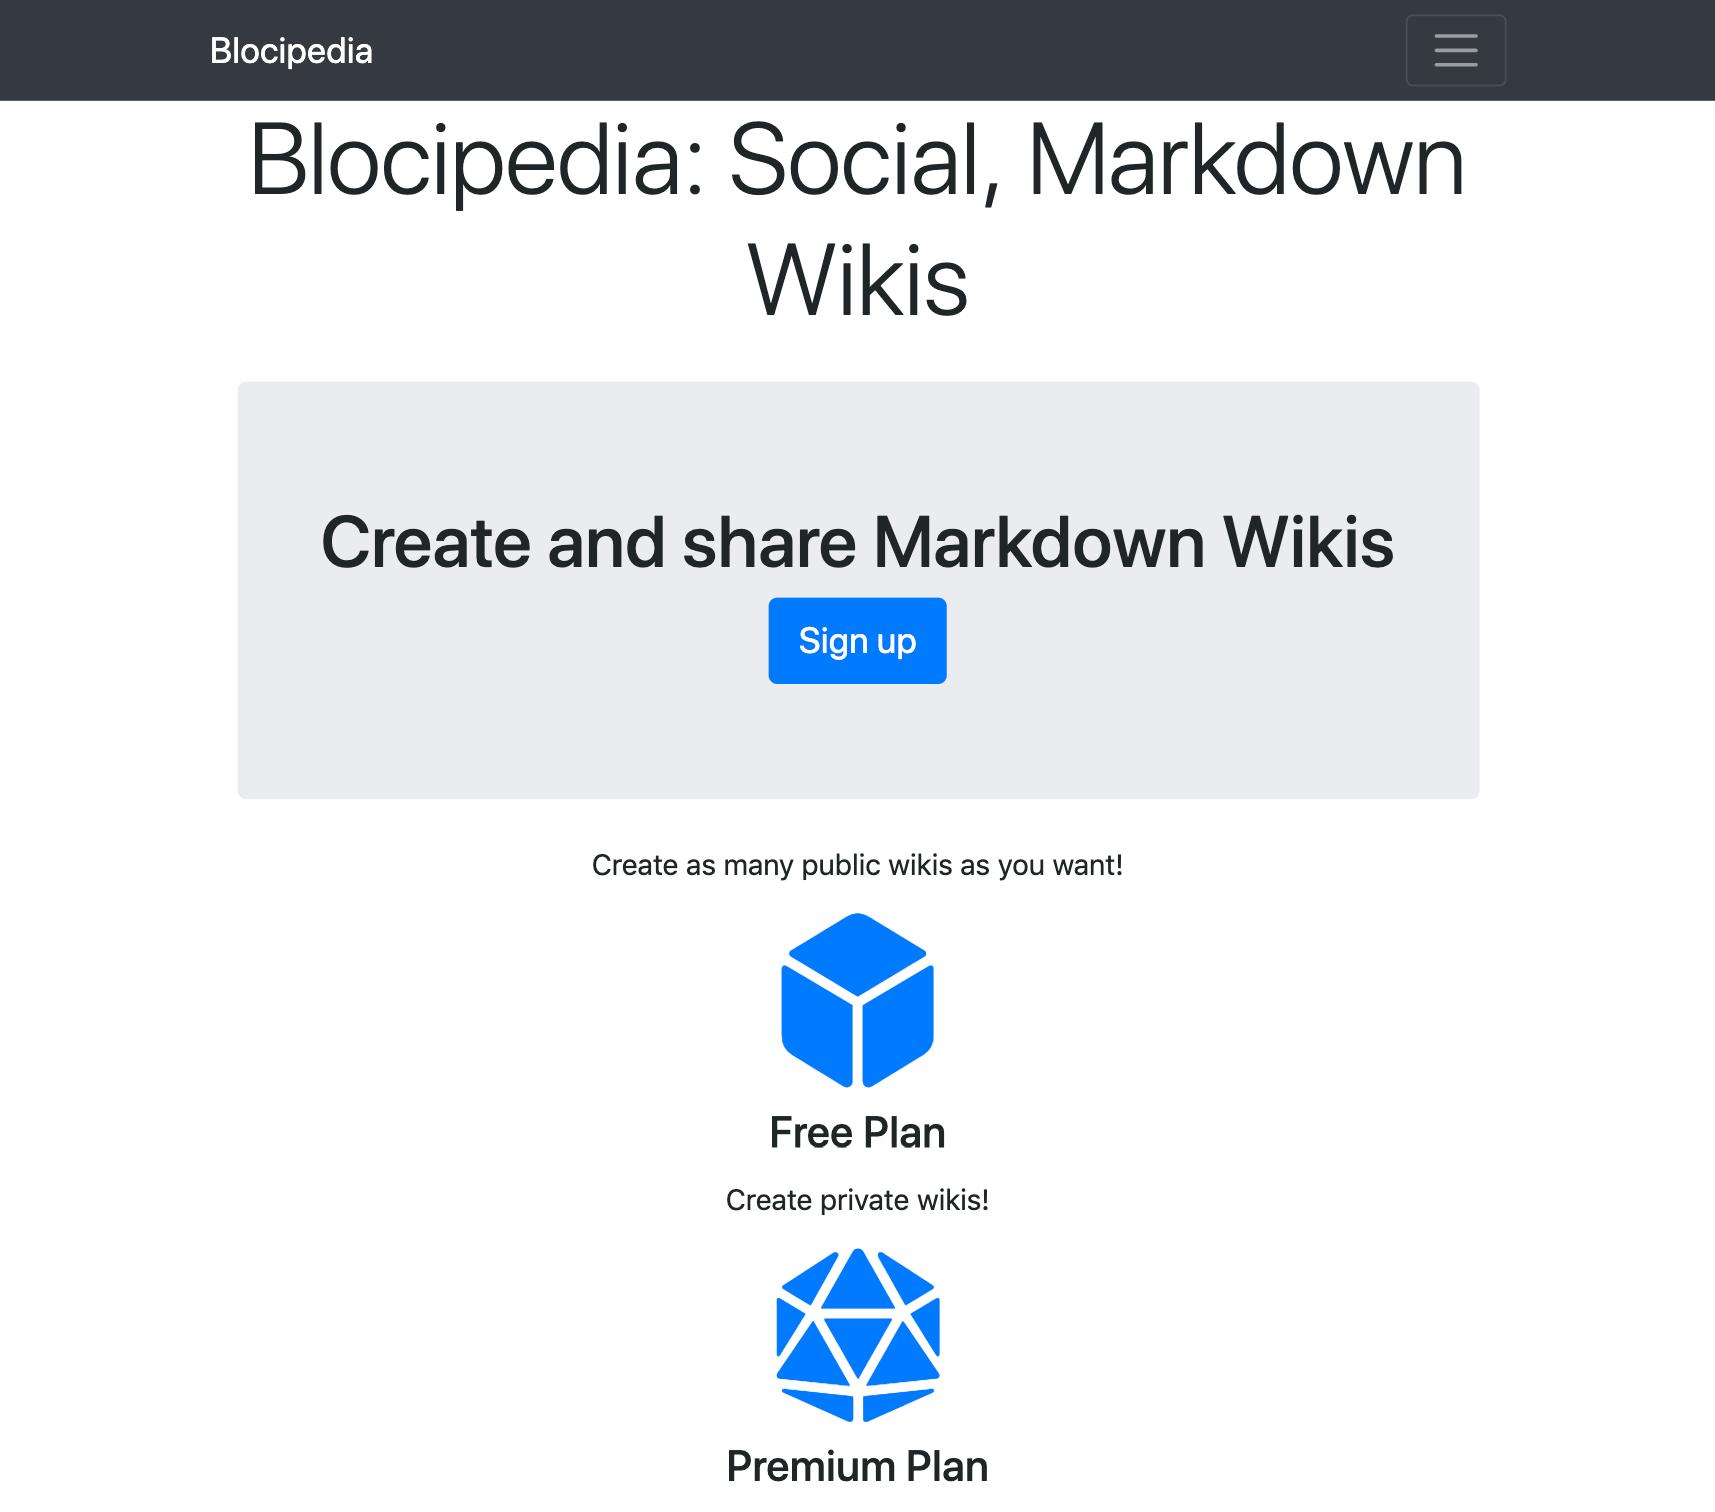 Blocipedia
Blocipedia: Social, Markdown
Wikis
Create and share Markdown Wikis
Sign up
Create as many public wikis as you want!
Free Plan
Create private wikis!
Premium Plan